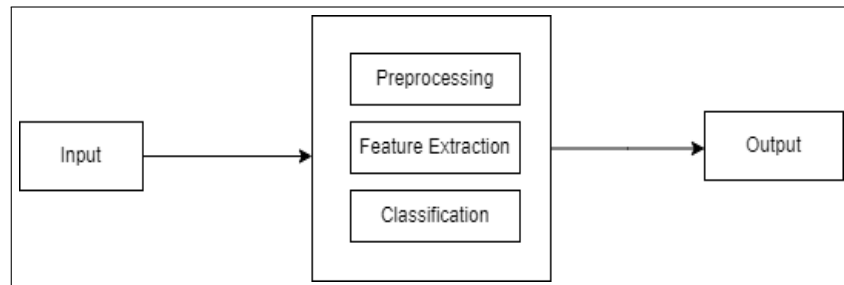 Input
Preprocessing
Feature Extraction
Classification
Output